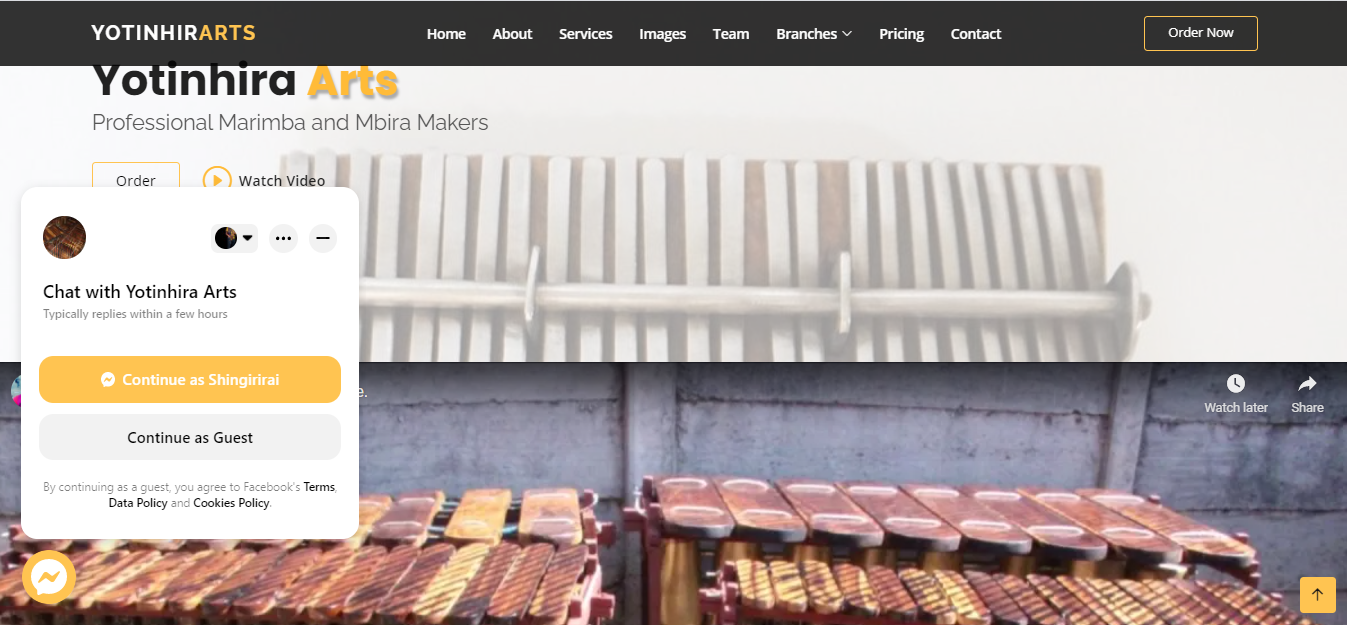 YOTINHIRARTS
Home
About
Services
Images
Team
Branches
Pricing
Contact
Order Now
Yotinhira Arts
Professional Marimba and Mbira Makers
Order
Watch Video
Chat with Yotinhira Arts
Typically replies within a few hours
Continue as Shingirirai
Continue as Guest
By continuing as a guest, you agree to Facebook's Terms,
Data Policy and Cookies Policy.
e.
Watch later
Share